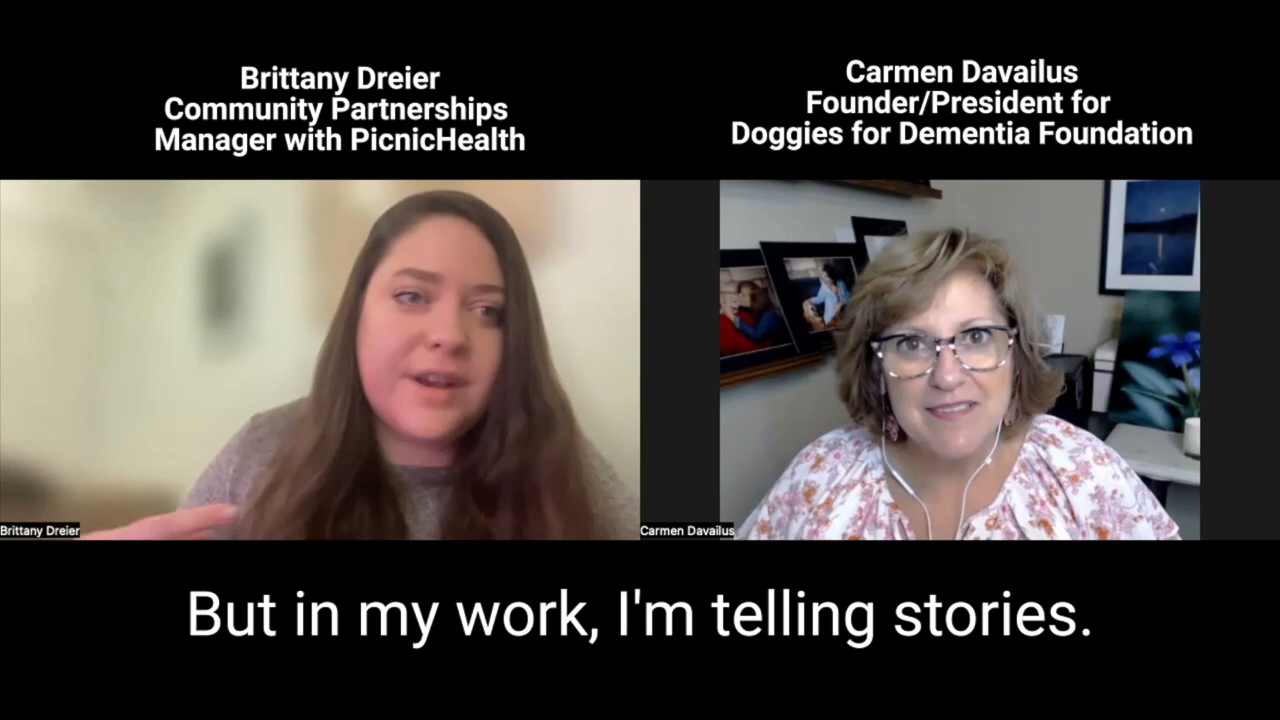 Brittany Dreier
Community Partnerships
Manager with PicnicHealth
Carmen Davailus
Founder/President for
Doggies for Dementia Foundation
Brittany Dreier
Carmen Davailus
But in my work, I'm telling stories.